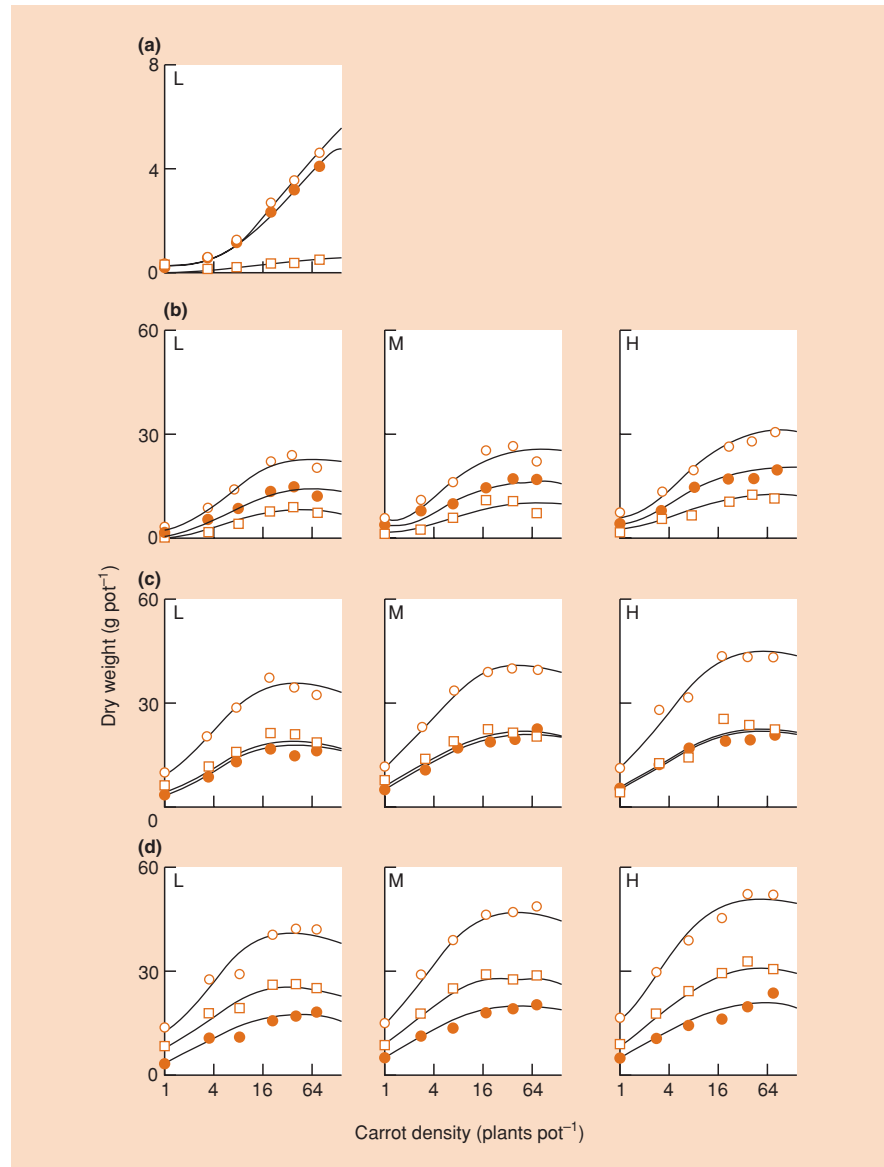 (a)
L
8
4
0
(b)
L M H
60
30
0
(c)
L M H
60
30
0
(d)
L M H
60
30
0
1 4 16 64 1 4 16 64 1 4 16 64
Dry weight (g pot⁻¹)
Carrot density (plants pot⁻¹)